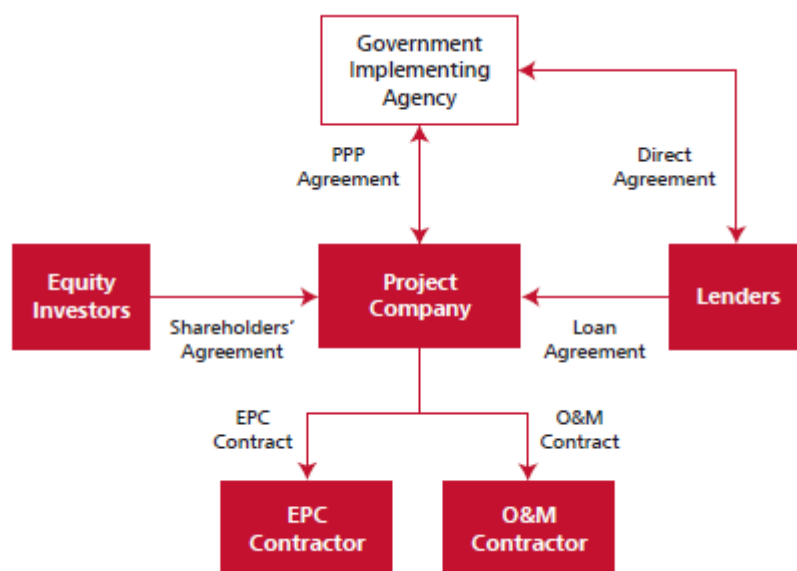 Government
Implementing
Agency
PPP
Agreement
Direct
Agreement
Equity
Investors
Project
Company
Lenders
Shareholders’
Agreement
Loan
Agreement
EPC
Contract
O&M
Contract
EPC
Contractor
O&M
Contractor